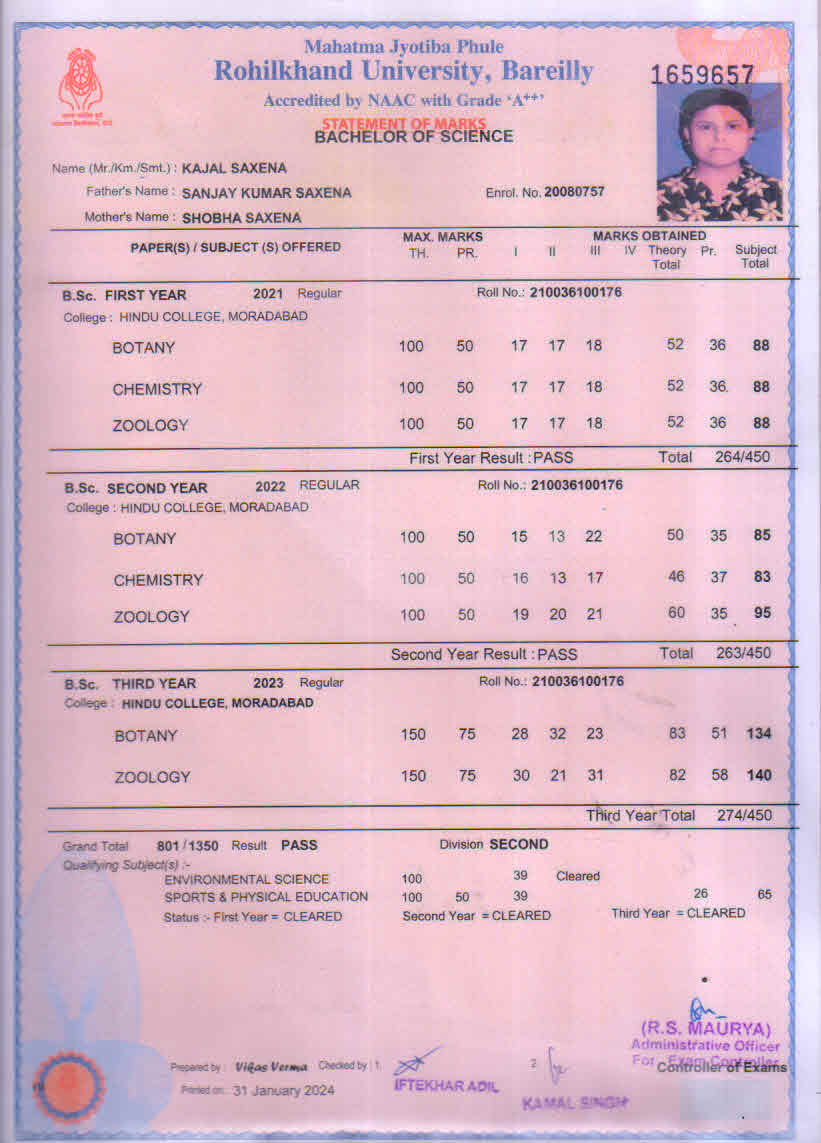 Mahatma Jyotiba Phule
Rohilkhand University, Bareilly
Accredited by NAAC with Grade 'A++'
1659657
STATEMENT OF MARKS
BACHELOR OF SCIENCE
Name (Mr./Km./Smt.) : KAJAL SAXENA
Father's Name : SANJAY KUMAR SAXENA Enrol. No. 20080757
Mother's Name : SHOBHA SAXENA
PAPER(S) / SUBJECT (S) OFFERED MAX. MARKS MARKS OBTAINED
TH. PR. I II III IV Theory Total Pr. Subject Total
B.Sc. FIRST YEAR 2021 Regular Roll No.: 210036100176
College : HINDU COLLEGE, MORADABAD
BOTANY 100 50 17 17 18 52 36 88
CHEMISTRY 100 50 17 17 18 52 36 88
ZOOLOGY 100 50 17 17 18 52 36 88
First Year Result : PASS Total 264/450
B.Sc. SECOND YEAR 2022 REGULAR Roll No.: 210036100176
College : HINDU COLLEGE, MORADABAD
BOTANY 100 50 15 13 22 50 35 85
CHEMISTRY 100 50 16 13 17 46 37 83
ZOOLOGY 100 50 19 20 21 60 35 95
Second Year Result : PASS Total 263/450
B.Sc. THIRD YEAR 2023 Regular Roll No.: 210036100176
College : HINDU COLLEGE, MORADABAD
BOTANY 150 75 28 32 23 83 51 134
ZOOLOGY 150 75 30 21 31 82 58 140
Third Year Total 274/450
Grand Total 801/1350 Result PASS Division SECOND
Qualifying Subject(s) :-
ENVIRONMENTAL SCIENCE 100 39 Cleared
SPORTS & PHYSICAL EDUCATION 100 50 39 26 65
Status :- First Year = CLEARED Second Year = CLEARED Third Year = CLEARED
(R.S. MAURYA)
Administrative Officer
For Exam Controller
Controller of Exams
Prepared by : Vikas Verma Checked by : 1. 2.
IFTEKHAR ADIL
Printed on: 31 January 2024
KAMAL SINGH